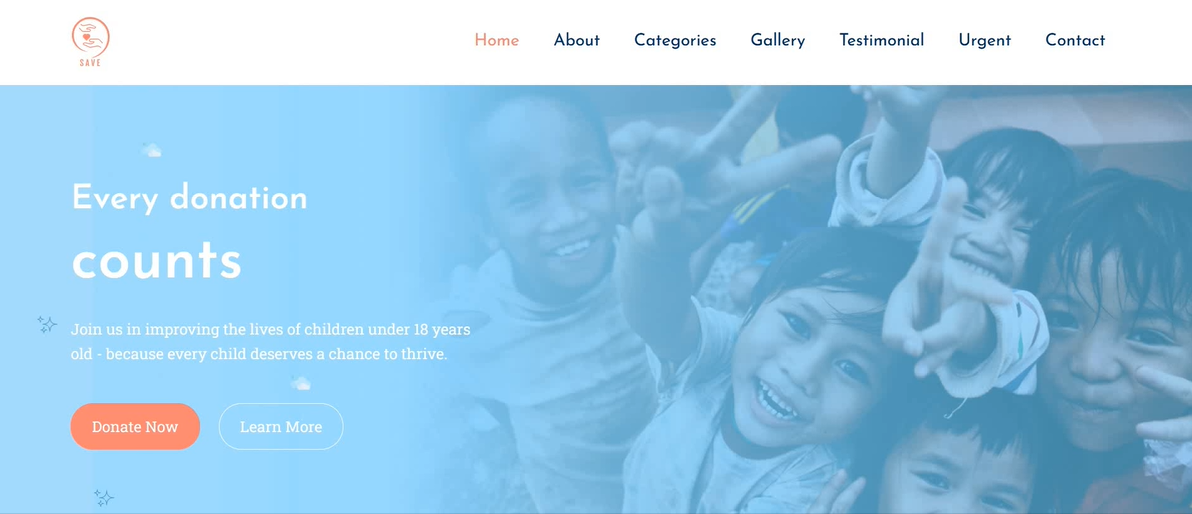 SAVE
Home About Categories Gallery Testimonial Urgent Contact
Every donation
counts
Join us in improving the lives of children under 18 years
old - because every child deserves a chance to thrive.
Donate Now Learn More